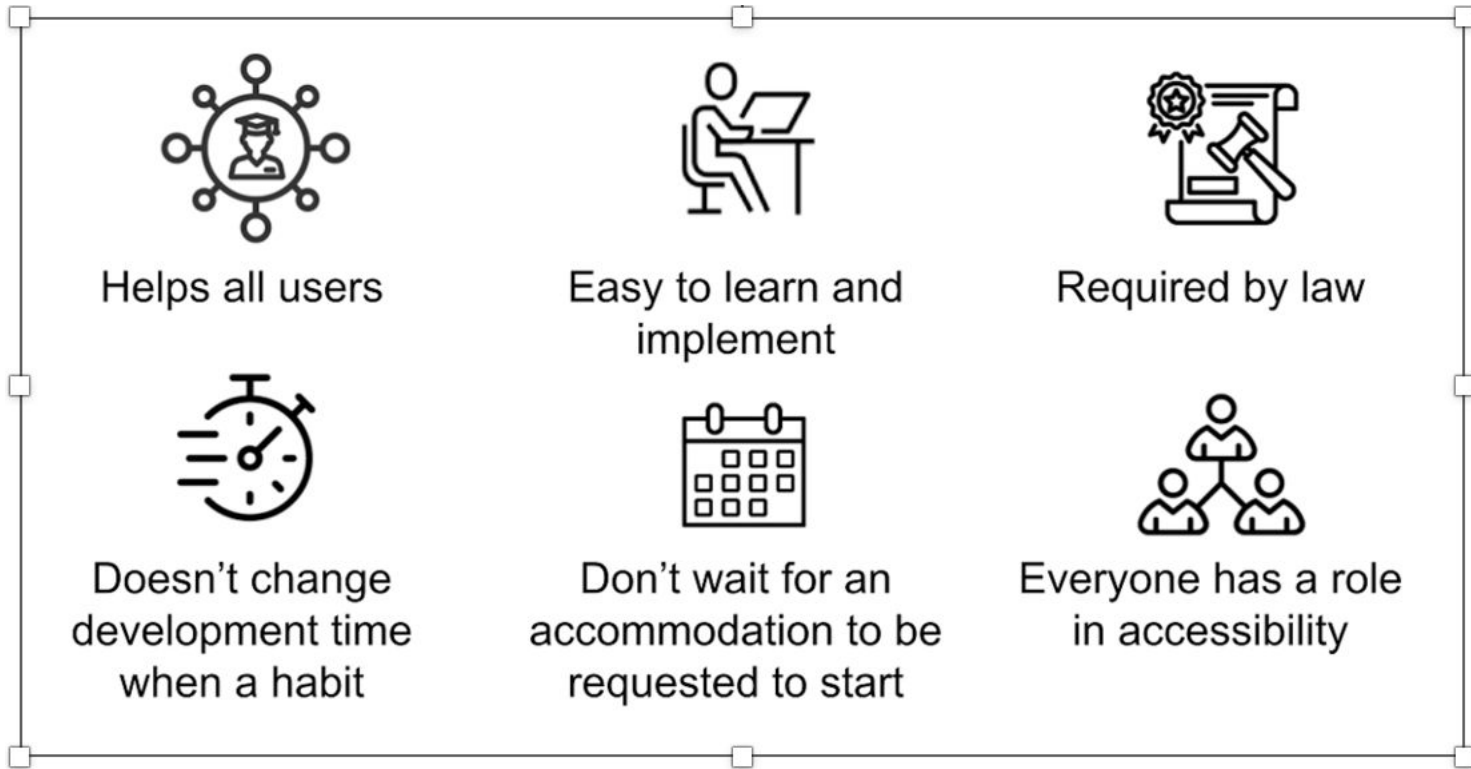 Helps all users
Easy to learn and
implement
Required by law
Doesn’t change
development time
when a habit
Don’t wait for an
accommodation to be
requested to start
Everyone has a role
in accessibility